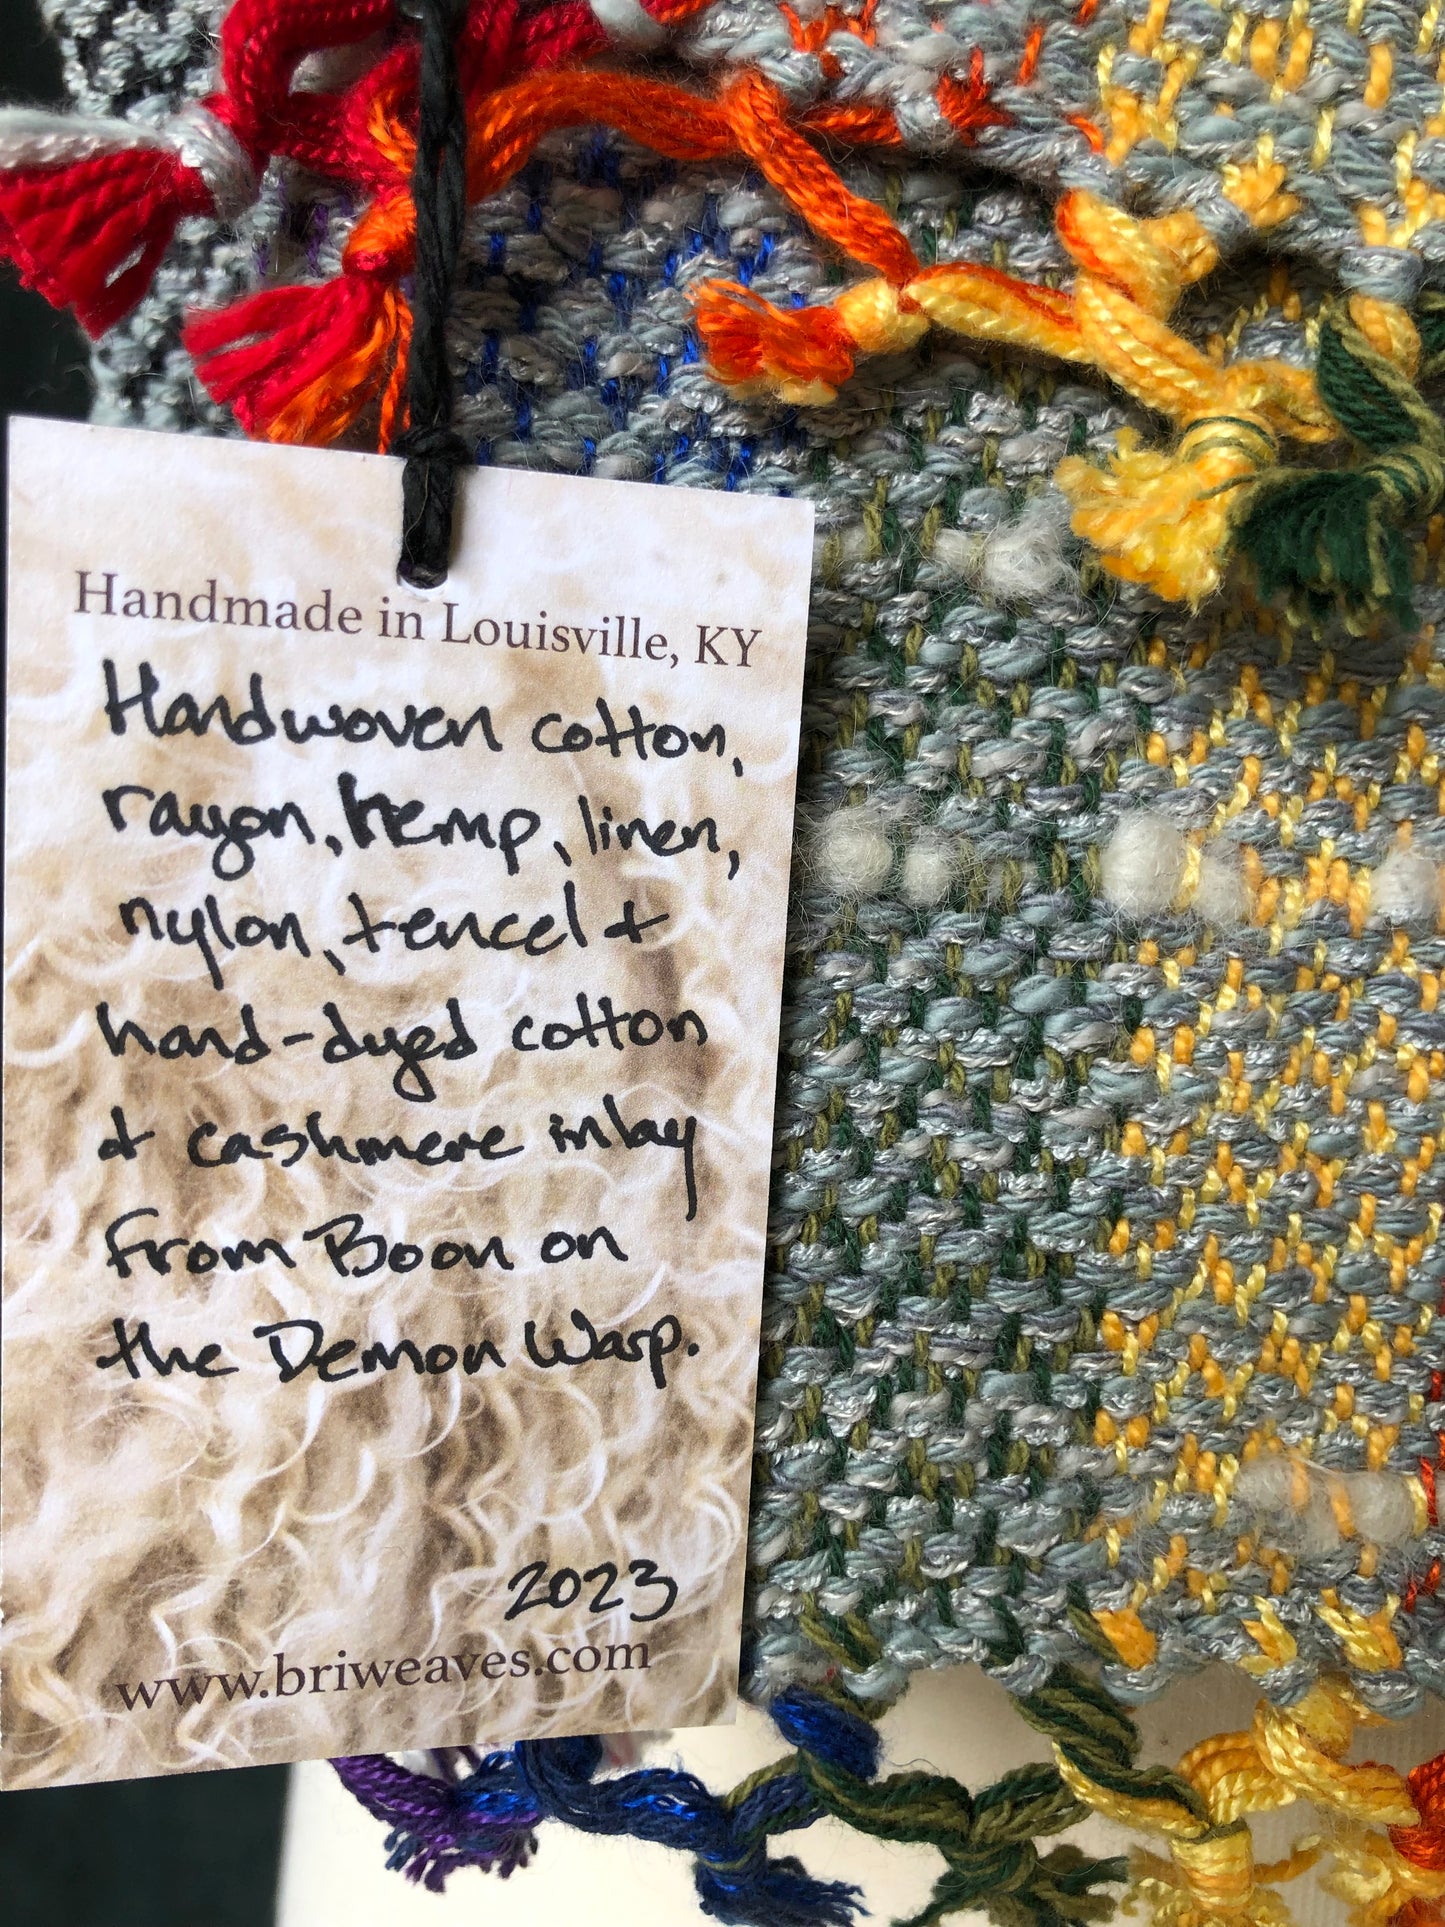 Handmade in Louisville, KY
Handwoven cotton,
rayon, hemp, linen,
nylon, tencel +
hand-dyed cotton
+ cashmere inlay
from Boon on
the Demon Warp.
2023
www.briweaves.com